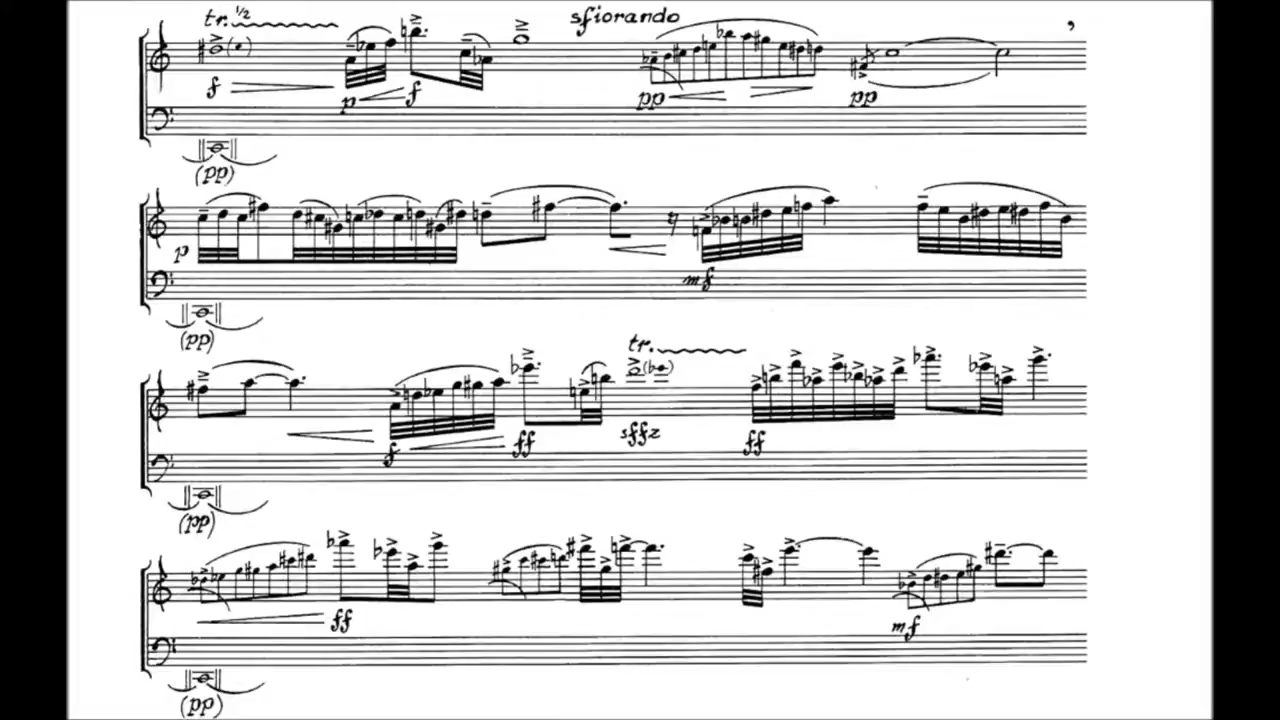 tr. ½ sfiorando
f p f pp pp
(pp)
p mf
(pp)
tr.
f ff sffz ff
(pp)
ff mf
(pp)